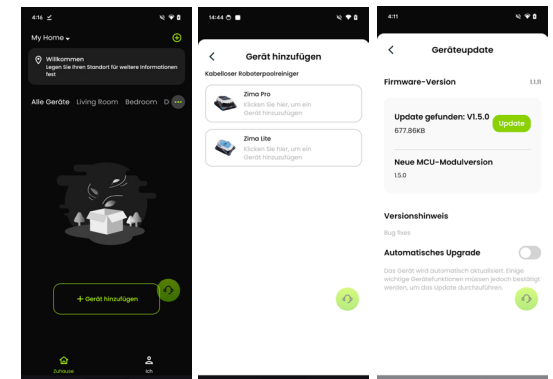 4:16
My Home
Willkommen
Legen Sie Ihren Standort für weitere Informationen
fest
Alle Geräte Living Room Bedroom D
+ Gerät hinzufügen
Zuhause
Ich
14:44
Gerät hinzufügen
Kabelloser Roboterpoolreiniger
Zima Pro
Klicken Sie hier, um ein
Gerät hinzuzufügen
Zima Lite
Klicken Sie hier, um ein
Gerät hinzuzufügen
4:11
Geräteupdate
Firmware-Version
Update gefunden: V1.5.0
677.86KB
Update
Neue MCU-Modulversion
1.5.0
Versionshinweis
Bug fixes
Automatisches Upgrade
Das Gerät wird automatisch aktualisiert. Einige
wichtige Gerätefunktionen müssen jedoch bestätigt
werden, um das Update durchzuführen.